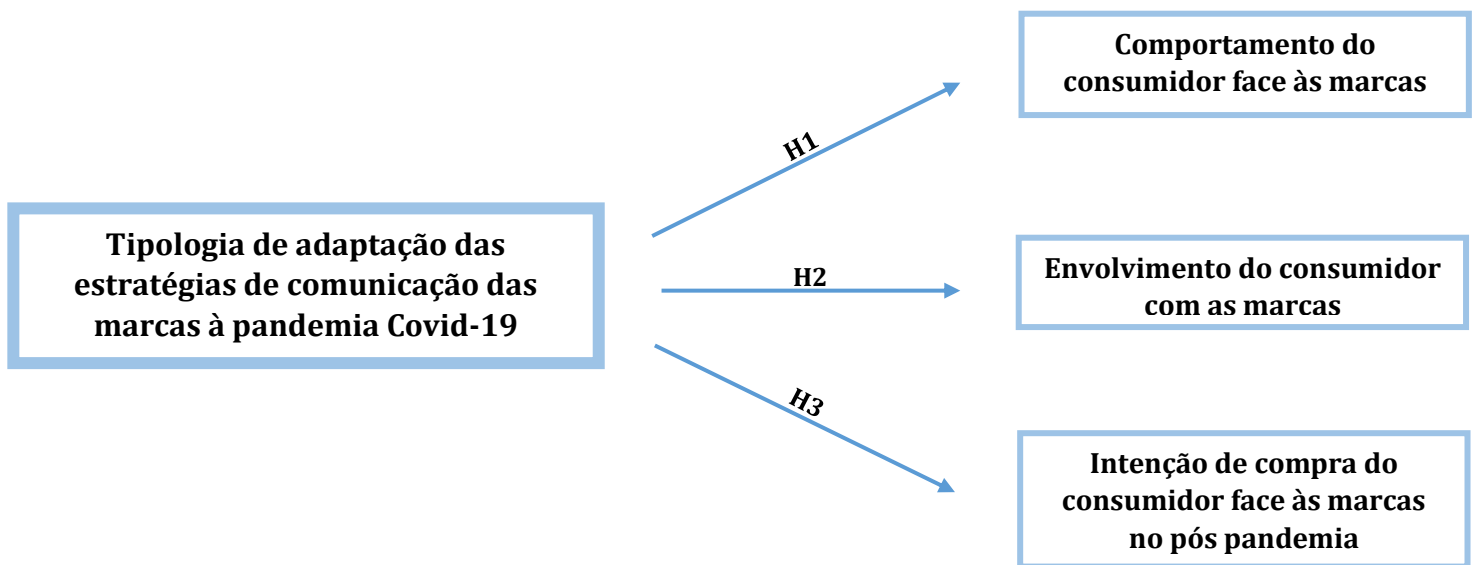 Comportamento do
consumidor face às marcas
H1
Tipologia de adaptação das
estratégias de comunicação das
marcas à pandemia Covid-19
H2
Envolvimento do consumidor
com as marcas
H3
Intenção de compra do
consumidor face às marcas
no pós pandemia